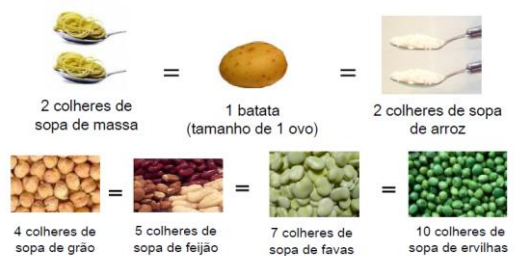 =
=
2 colheres de
sopa de massa
1 batata
(tamanho de 1 ovo)
2 colheres de sopa
de arroz
=
=
=
4 colheres de
sopa de grão
5 colheres de
sopa de feijão
7 colheres de
sopa de favas
10 colheres de
sopa de ervilhas